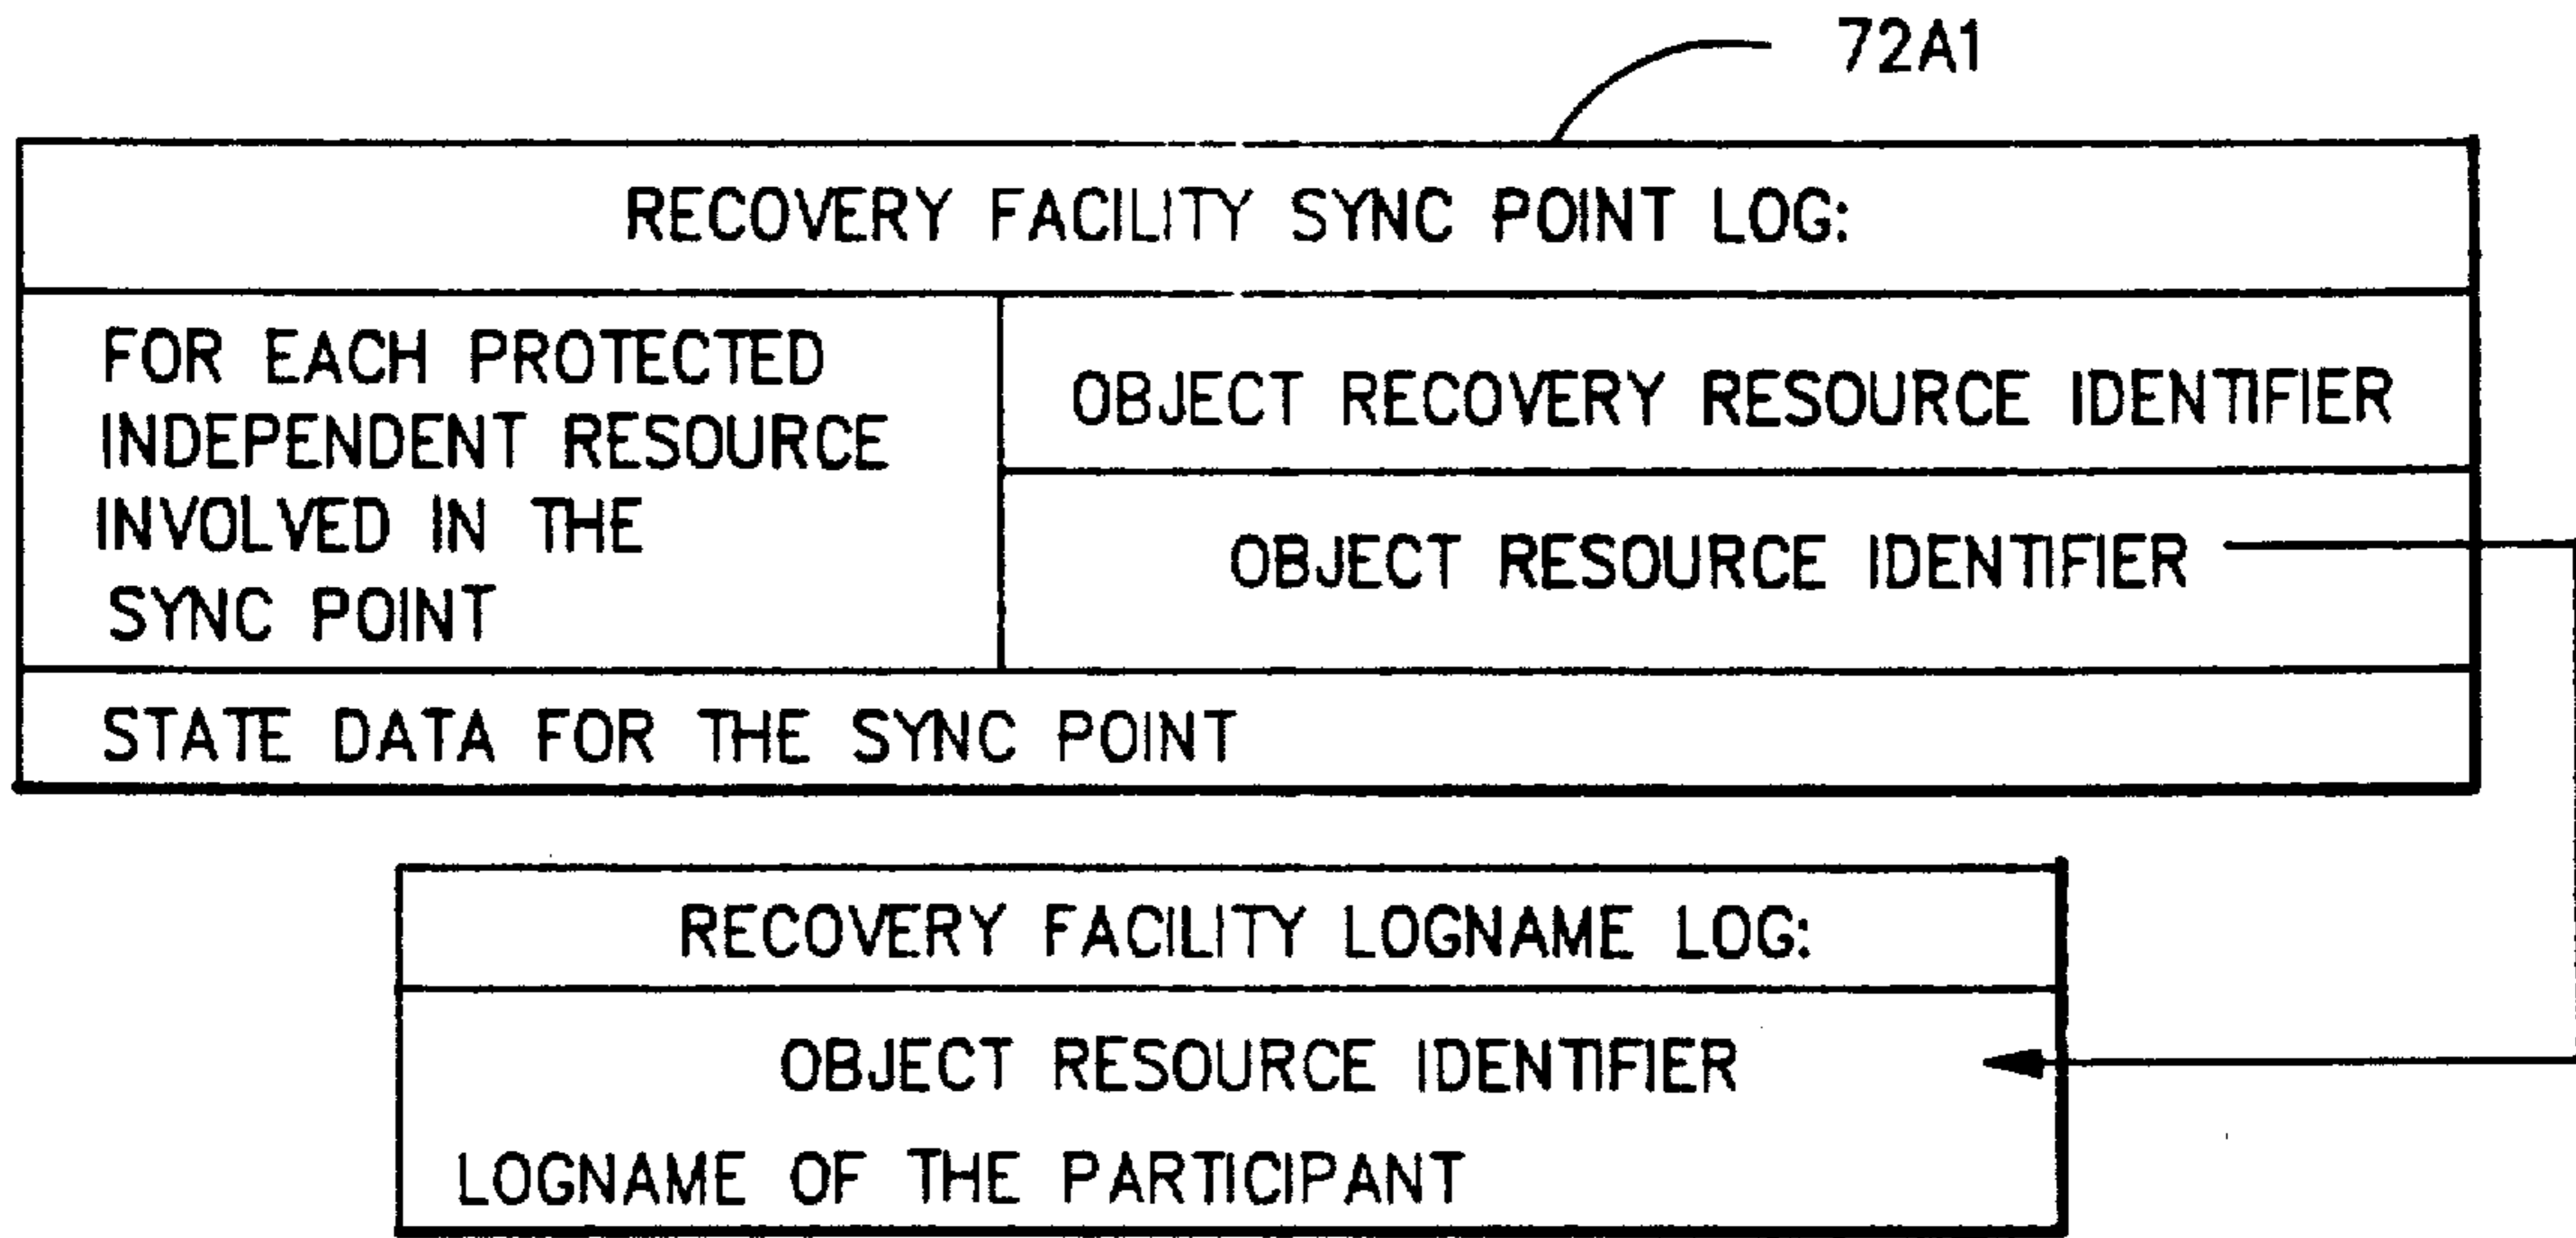 72A1
RECOVERY FACILITY SYNC POINT LOG:
FOR EACH PROTECTED
INDEPENDENT RESOURCE
INVOLVED IN THE
SYNC POINT
OBJECT RECOVERY RESOURCE IDENTIFIER
OBJECT RESOURCE IDENTIFIER
STATE DATA FOR THE SYNC POINT
RECOVERY FACILITY LOGNAME LOG:
OBJECT RESOURCE IDENTIFIER
LOGNAME OF THE PARTICIPANT